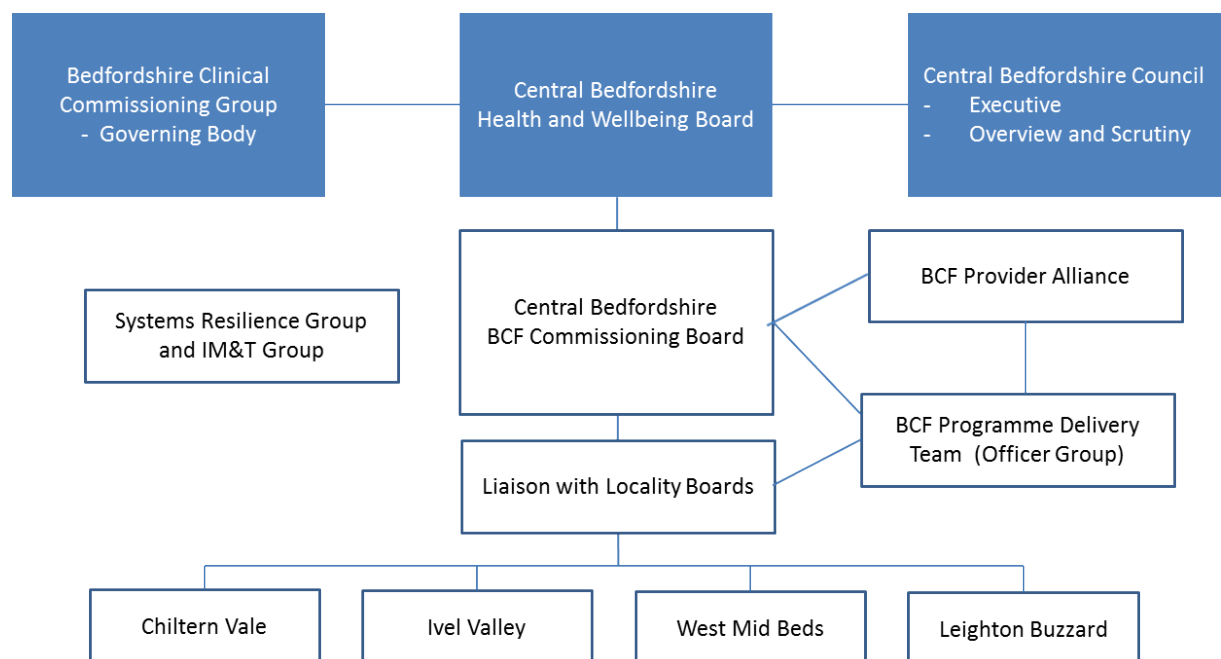 Bedfordshire Clinical
Commissioning Group
- Governing Body
Central Bedfordshire
Health and Wellbeing Board
Central Bedfordshire Council
- Executive
- Overview and Scrutiny
Systems Resilience Group
and IM&T Group
Central Bedfordshire
BCF Commissioning Board
BCF Provider Alliance
BCF Programme Delivery
Team (Officer Group)
Liaison with Locality Boards
Chiltern Vale
Ivel Valley
West Mid Beds
Leighton Buzzard